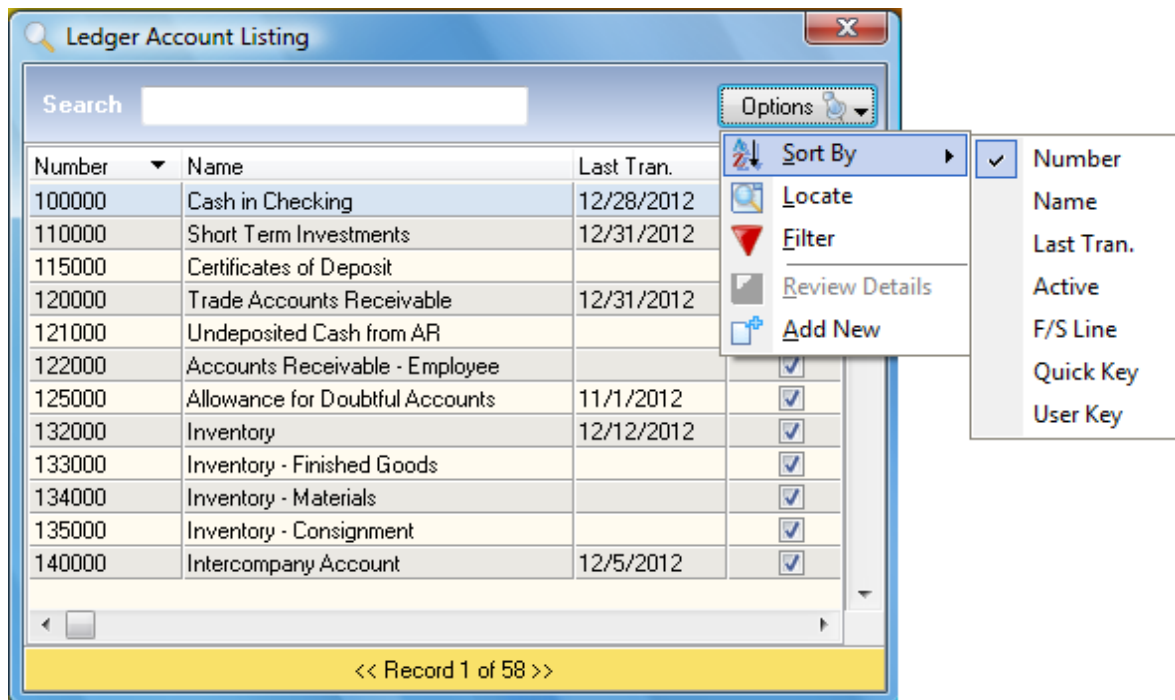 Ledger Account Listing
Search
Options
Number Name Last Tran.
100000 Cash in Checking 12/28/2012
110000 Short Term Investments 12/31/2012
115000 Certificates of Deposit
120000 Trade Accounts Receivable 12/31/2012
121000 Undeposited Cash from AR
122000 Accounts Receivable - Employee
125000 Allowance for Doubtful Accounts 11/1/2012
132000 Inventory 12/12/2012
133000 Inventory - Finished Goods
134000 Inventory - Materials
135000 Inventory - Consignment
140000 Intercompany Account 12/5/2012
<< Record 1 of 58 >>
Sort By
Locate
Filter
Review Details
Add New
Number
Name
Last Tran.
Active
F/S Line
Quick Key
User Key